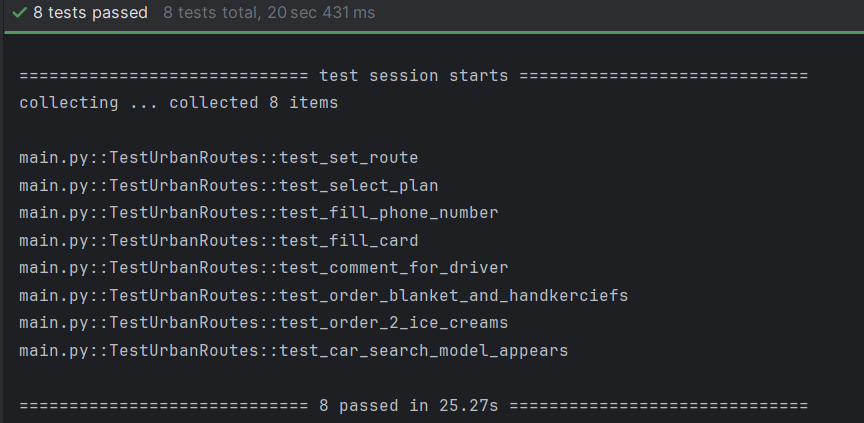 8 tests passed 8 tests total, 20 sec 431 ms
============================= test session starts =============================
collecting ... collected 8 items
main.py::TestUrbanRoutes::test_set_route
main.py::TestUrbanRoutes::test_select_plan
main.py::TestUrbanRoutes::test_fill_phone_number
main.py::TestUrbanRoutes::test_fill_card
main.py::TestUrbanRoutes::test_comment_for_driver
main.py::TestUrbanRoutes::test_order_blanket_and_handkerciefs
main.py::TestUrbanRoutes::test_order_2_ice_creams
main.py::TestUrbanRoutes::test_car_search_model_appears
============================= 8 passed in 25.27s ==============================